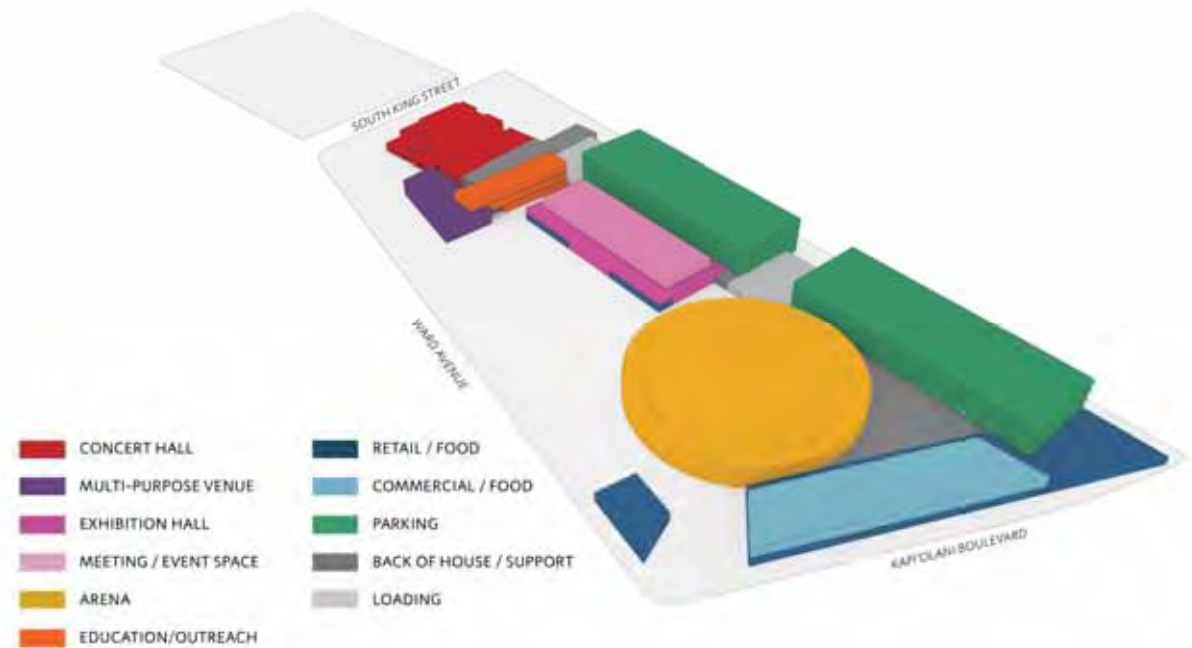 SOUTH KING STREET
WARD AVENUE
KAPI'OLANI BOULEVARD
CONCERT HALL
MULTI-PURPOSE VENUE
EXHIBITION HALL
MEETING / EVENT SPACE
ARENA
EDUCATION/OUTREACH
RETAIL / FOOD
COMMERCIAL / FOOD
PARKING
BACK OF HOUSE / SUPPORT
LOADING